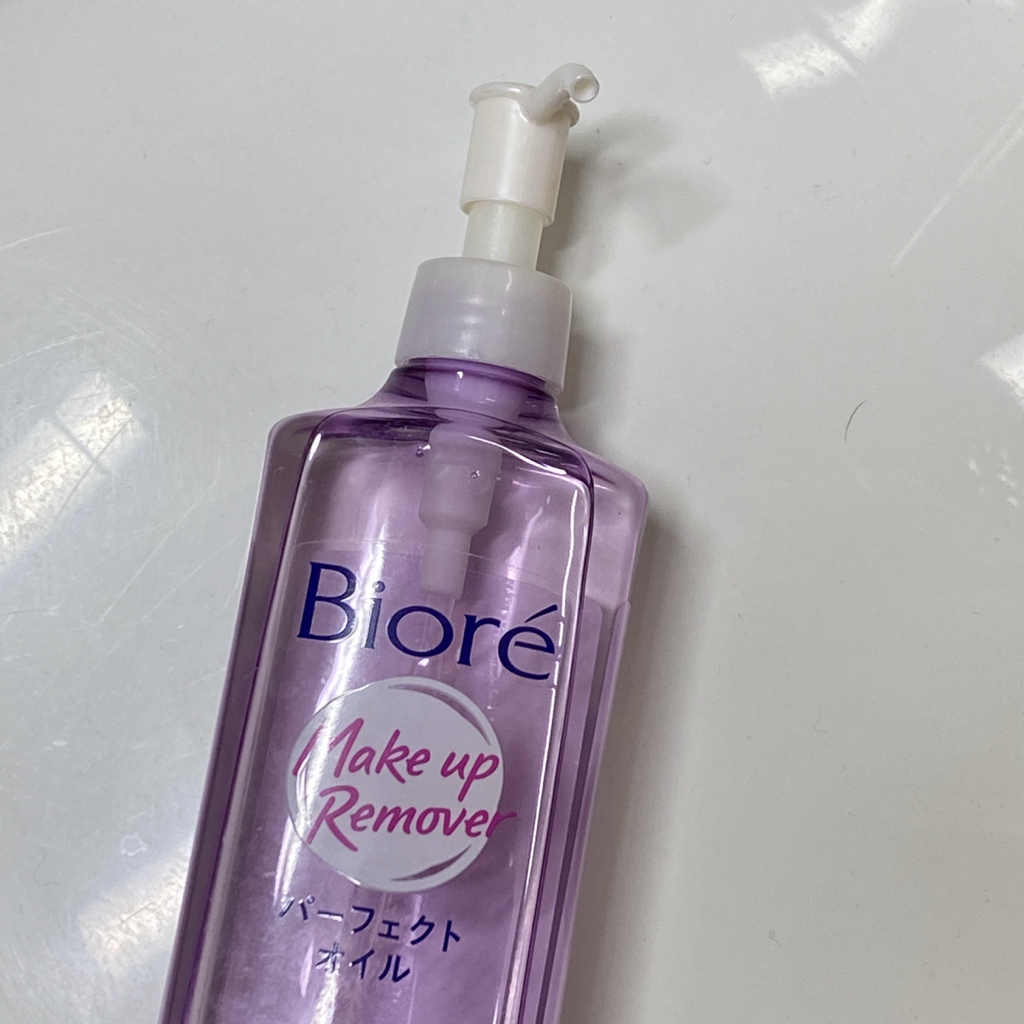 Bioré
Make up
Remover
パーフェクト
オイル